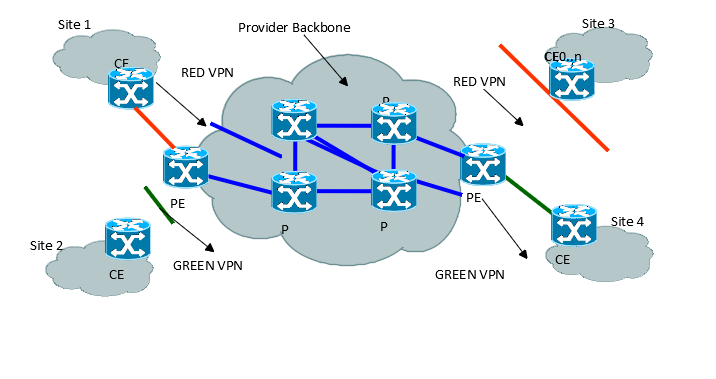 Site 1
Provider Backbone
Site 3
CE
CE0..n
RED VPN
RED VPN
P
PE
PE
Site 2
Site 4
P
P
CE
GREEN VPN
GREEN VPN
CE